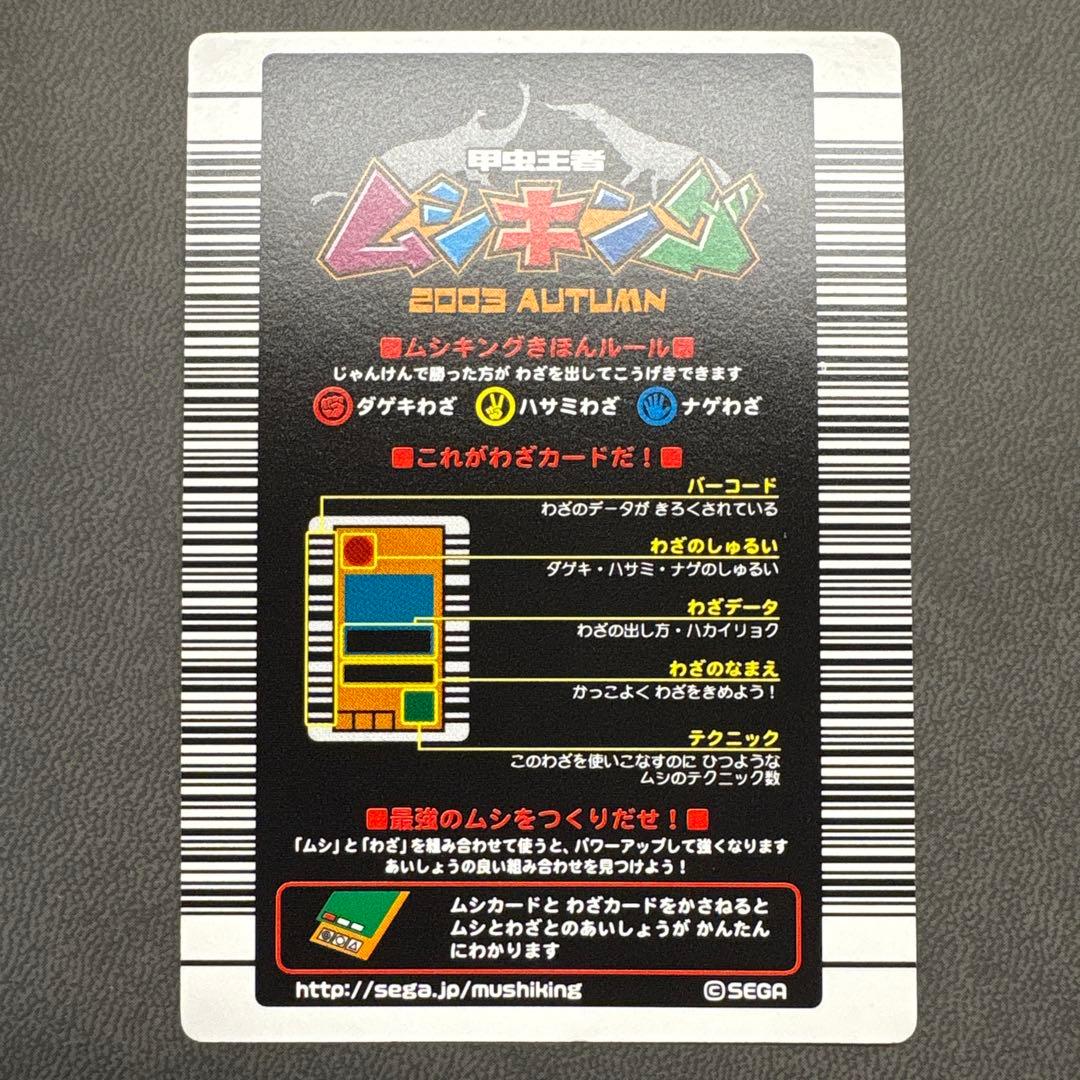 甲虫王者
ムシキング
2003 AUTUMN
■ムシキングきほんルール■
じゃんけんで勝った方が わざを出してこうげきできます
ダゲキわざ ハサミわざ ナゲわざ
■これがわざカードだ！■
バーコード
わざのデータが きろくされている
わざのしゅるい
ダゲキ・ハサミ・ナゲのしゅるい
わざデータ
わざの出し方・ハカイリョク
わざのなまえ
かっこよく わざをきめよう！
テクニック
このわざを使いこなすのに ひつような
ムシのテクニック数
■最強のムシをつくりだせ！■
「ムシ」と「わざ」を組み合わせて使うと、パワーアップして強くなります
あいしょうの良い組み合わせを見つけよう！
ムシカードと わざカードをかさねると
ムシとわざとのあいしょうが かんたん
にわかります
http://sega.jp/mushiking ©SEGA